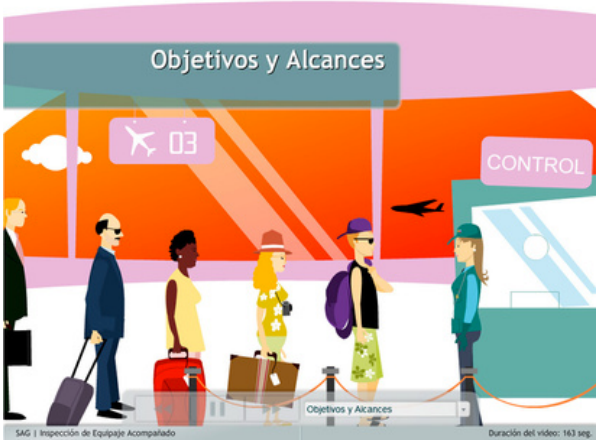 Objetivos y Alcances
03
CONTROL
Objetivos y Alcances
SAG | Inspección de Equipaje Acompañado
Duración del video: 163 seg.